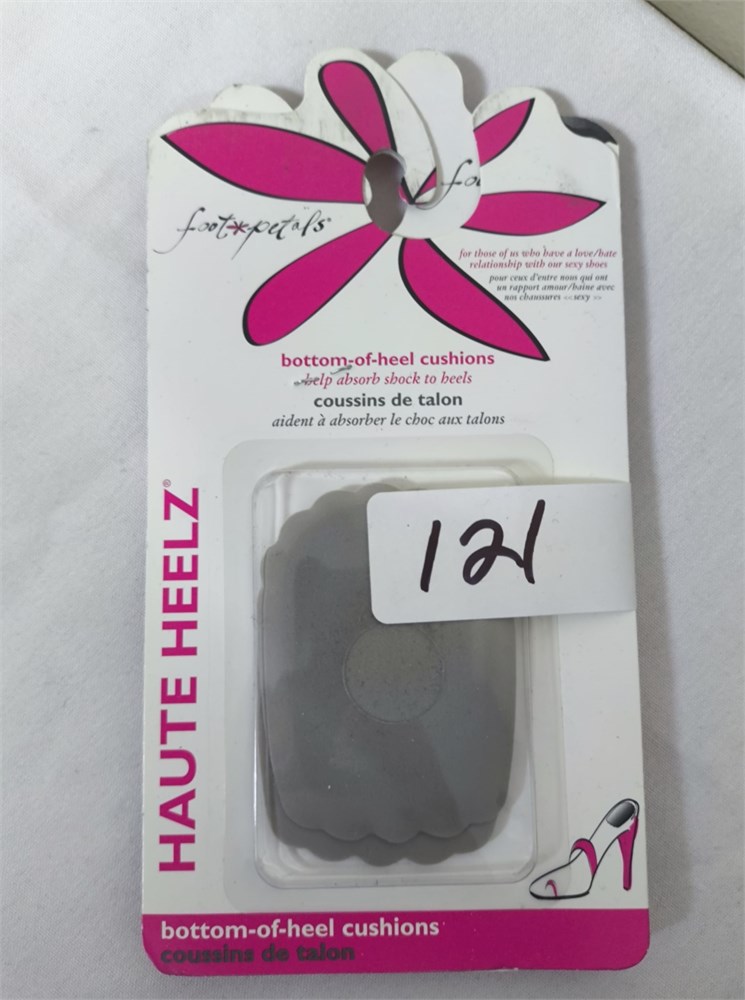 foot*petals
fo
for those of us who have a love/hate
relationship with our sexy shoes
pour ceux d'entre nous qui ont
un rapport amour/haine avec
nos chaussures «sexy »
bottom-of-heel cushions
help absorb shock to heels
coussins de talon
aident à absorber le choc aux talons
HAUTE HEELZ®
121
bottom-of-heel cushions
coussins de talon